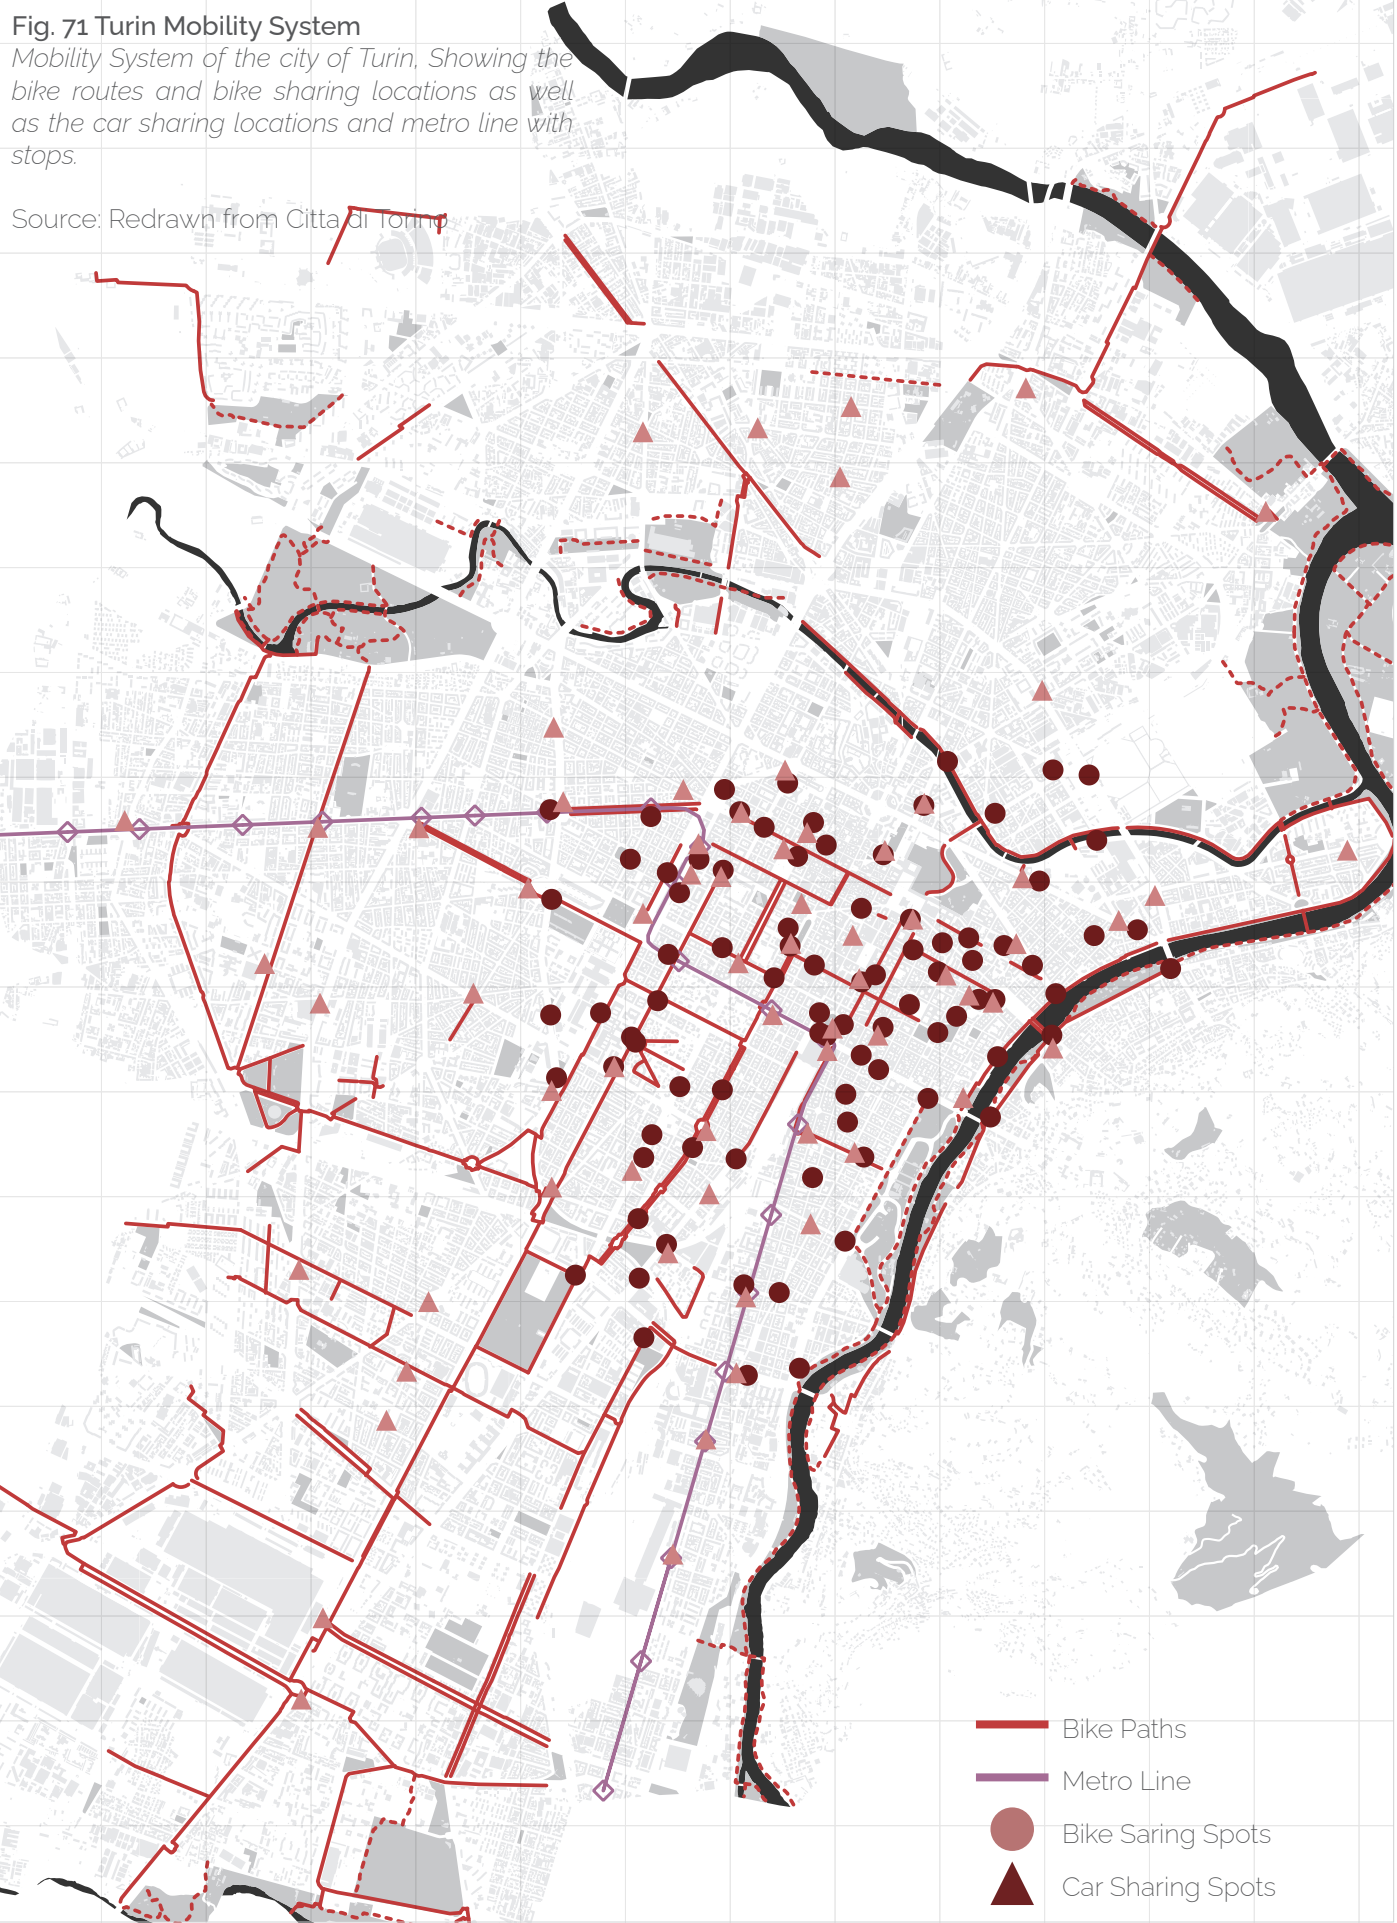 Fig. 71 Turin Mobility System
Mobility System of the city of Turin, Showing the
bike routes and bike sharing locations as well
as the car sharing locations and metro line with
stops.
Source: Redrawn from Citta di Torino
Bike Paths
Metro Line
Bike Saring Spots
Car Sharing Spots